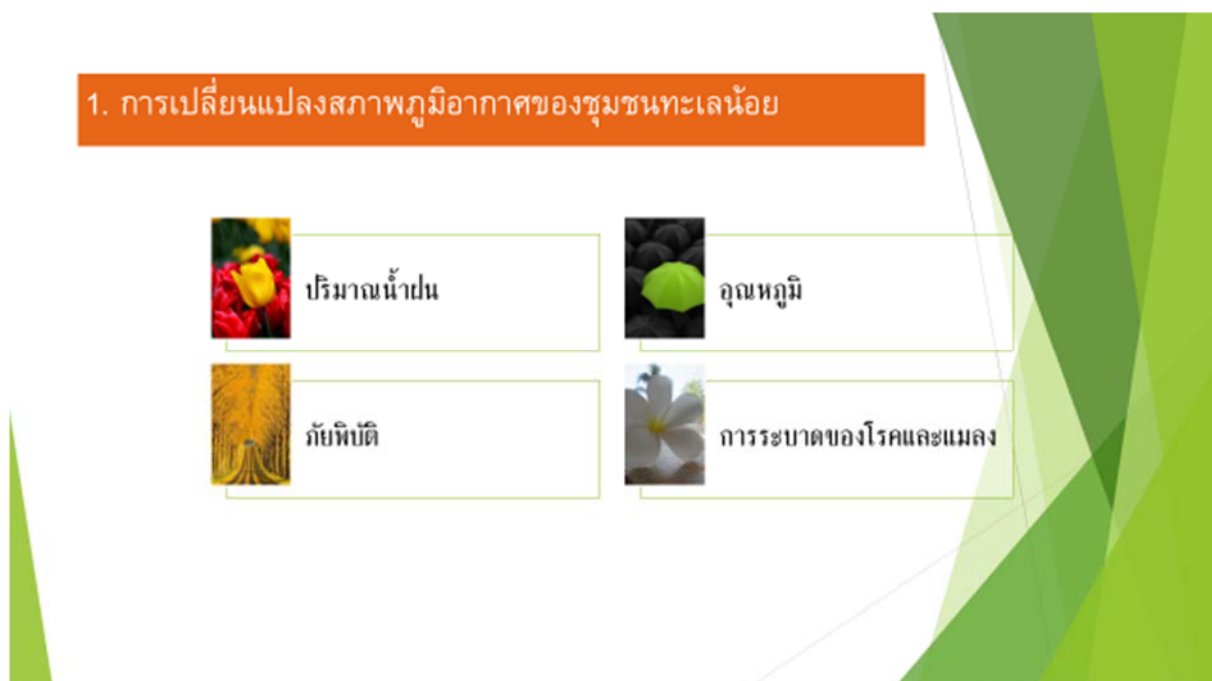 1. การเปลี่ยนแปลงสภาพภูมิอากาศของชุมชนทะเลน้อย
ปริมาณน้ำฝน
อุณหภูมิ
ภัยพิบัติ
การระบาดของโรคและแมลง